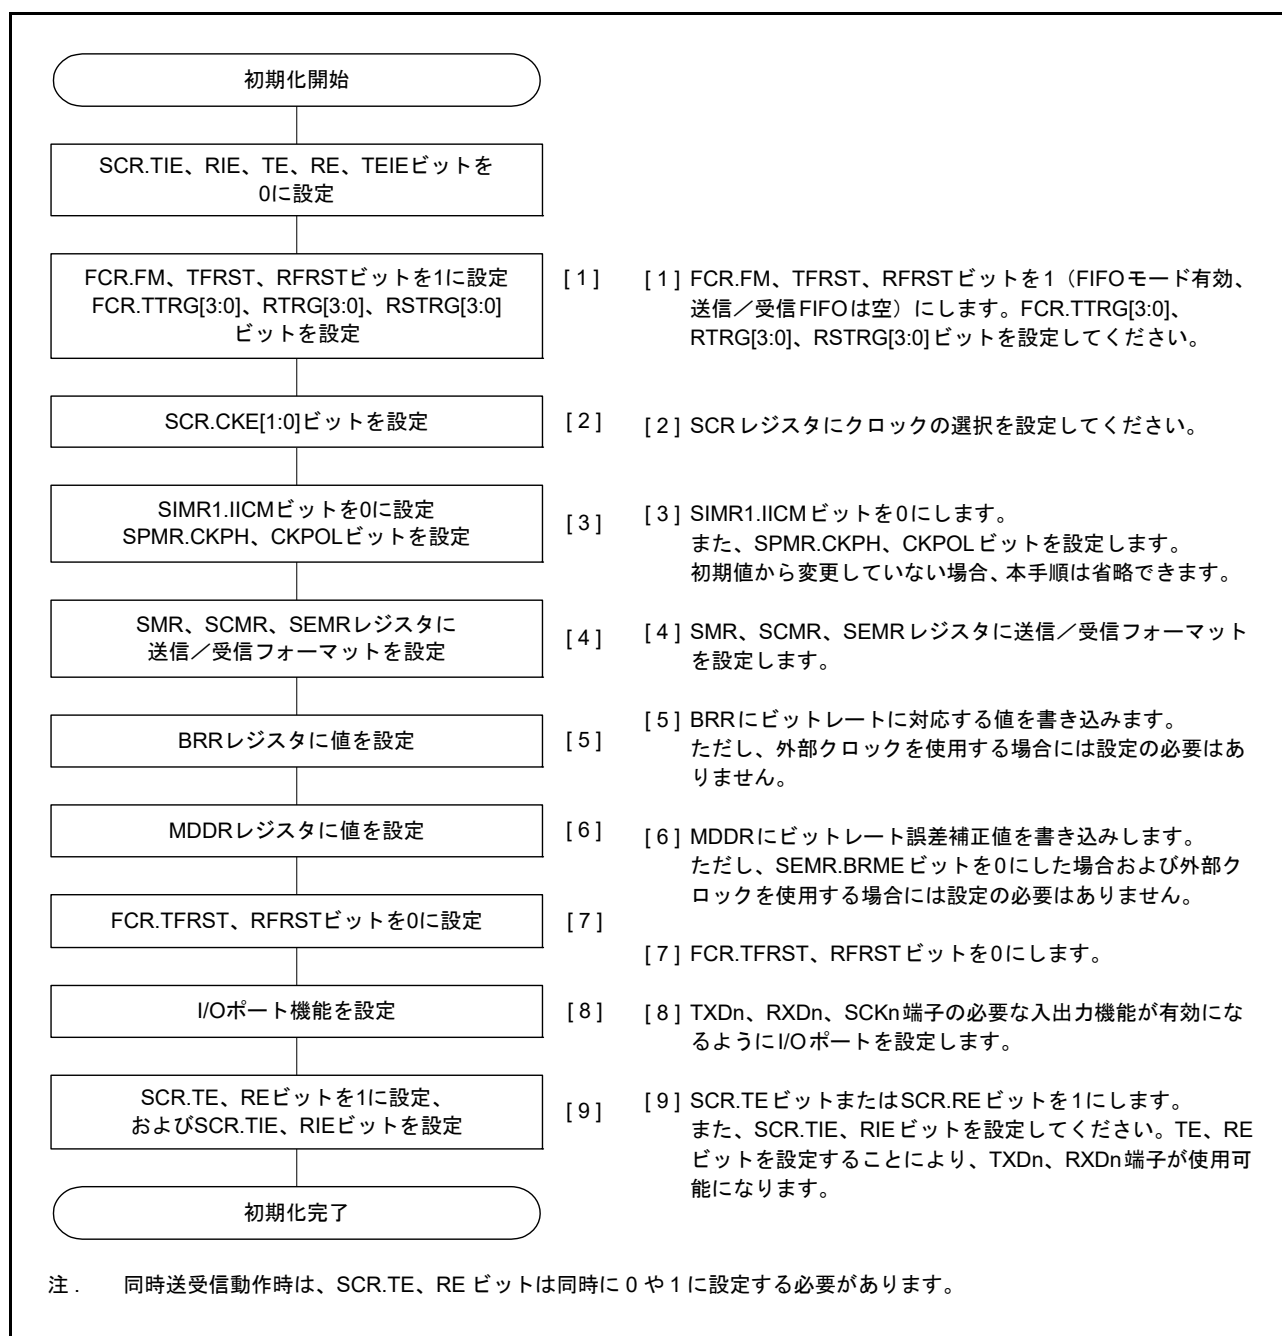 初期化開始
SCR.TIE、RIE、TE、RE、TEIEビットを
0に設定
FCR.FM、TFRST、RFRSTビットを1に設定
FCR.TTRG[3:0]、RTRG[3:0]、RSTRG[3:0]
ビットを設定
[ 1 ]
[ 1 ] FCR.FM、TFRST、RFRSTビットを1（FIFOモード有効、
送信／受信FIFOは空）にします。FCR.TTRG[3:0]、
RTRG[3:0]、RSTRG[3:0]ビットを設定してください。
SCR.CKE[1:0]ビットを設定
[ 2 ]
[ 2 ] SCRレジスタにクロックの選択を設定してください。
SIMR1.IICMビットを0に設定
SPMR.CKPH、CKPOLビットを設定
[ 3 ]
[ 3 ] SIMR1.IICMビットを0にします。
また、SPMR.CKPH、CKPOLビットを設定します。
初期値から変更していない場合、本手順は省略できます。
SMR、SCMR、SEMRレジスタに
送信／受信フォーマットを設定
[ 4 ]
[ 4 ] SMR、SCMR、SEMRレジスタに送信／受信フォーマット
を設定します。
BRRレジスタに値を設定
[ 5 ]
[ 5 ] BRRにビットレートに対応する値を書き込みます。
ただし、外部クロックを使用する場合には設定の必要はあ
りません。
MDDRレジスタに値を設定
[ 6 ]
[ 6 ] MDDRにビットレート誤差補正値を書き込みします。
ただし、SEMR.BRMEビットを0にした場合および外部ク
ロックを使用する場合には設定の必要はありません。
FCR.TFRST、RFRSTビットを0に設定
[ 7 ]
[ 7 ] FCR.TFRST、RFRSTビットを0にします。
I/Oポート機能を設定
[ 8 ]
[ 8 ] TXDn、RXDn、SCKn端子の必要な入出力機能が有効にな
るようにI/Oポートを設定します。
SCR.TE、REビットを1に設定、
およびSCR.TIE、RIEビットを設定
[ 9 ]
[ 9 ] SCR.TEビットまたはSCR.REビットを1にします。
また、SCR.TIE、RIEビットを設定してください。TE、RE
ビットを設定することにより、TXDn、RXDn端子が使用可
能になります。
初期化完了
注 . 同時送受信動作時は、SCR.TE、RE ビットは同時に 0 や 1 に設定する必要があります。